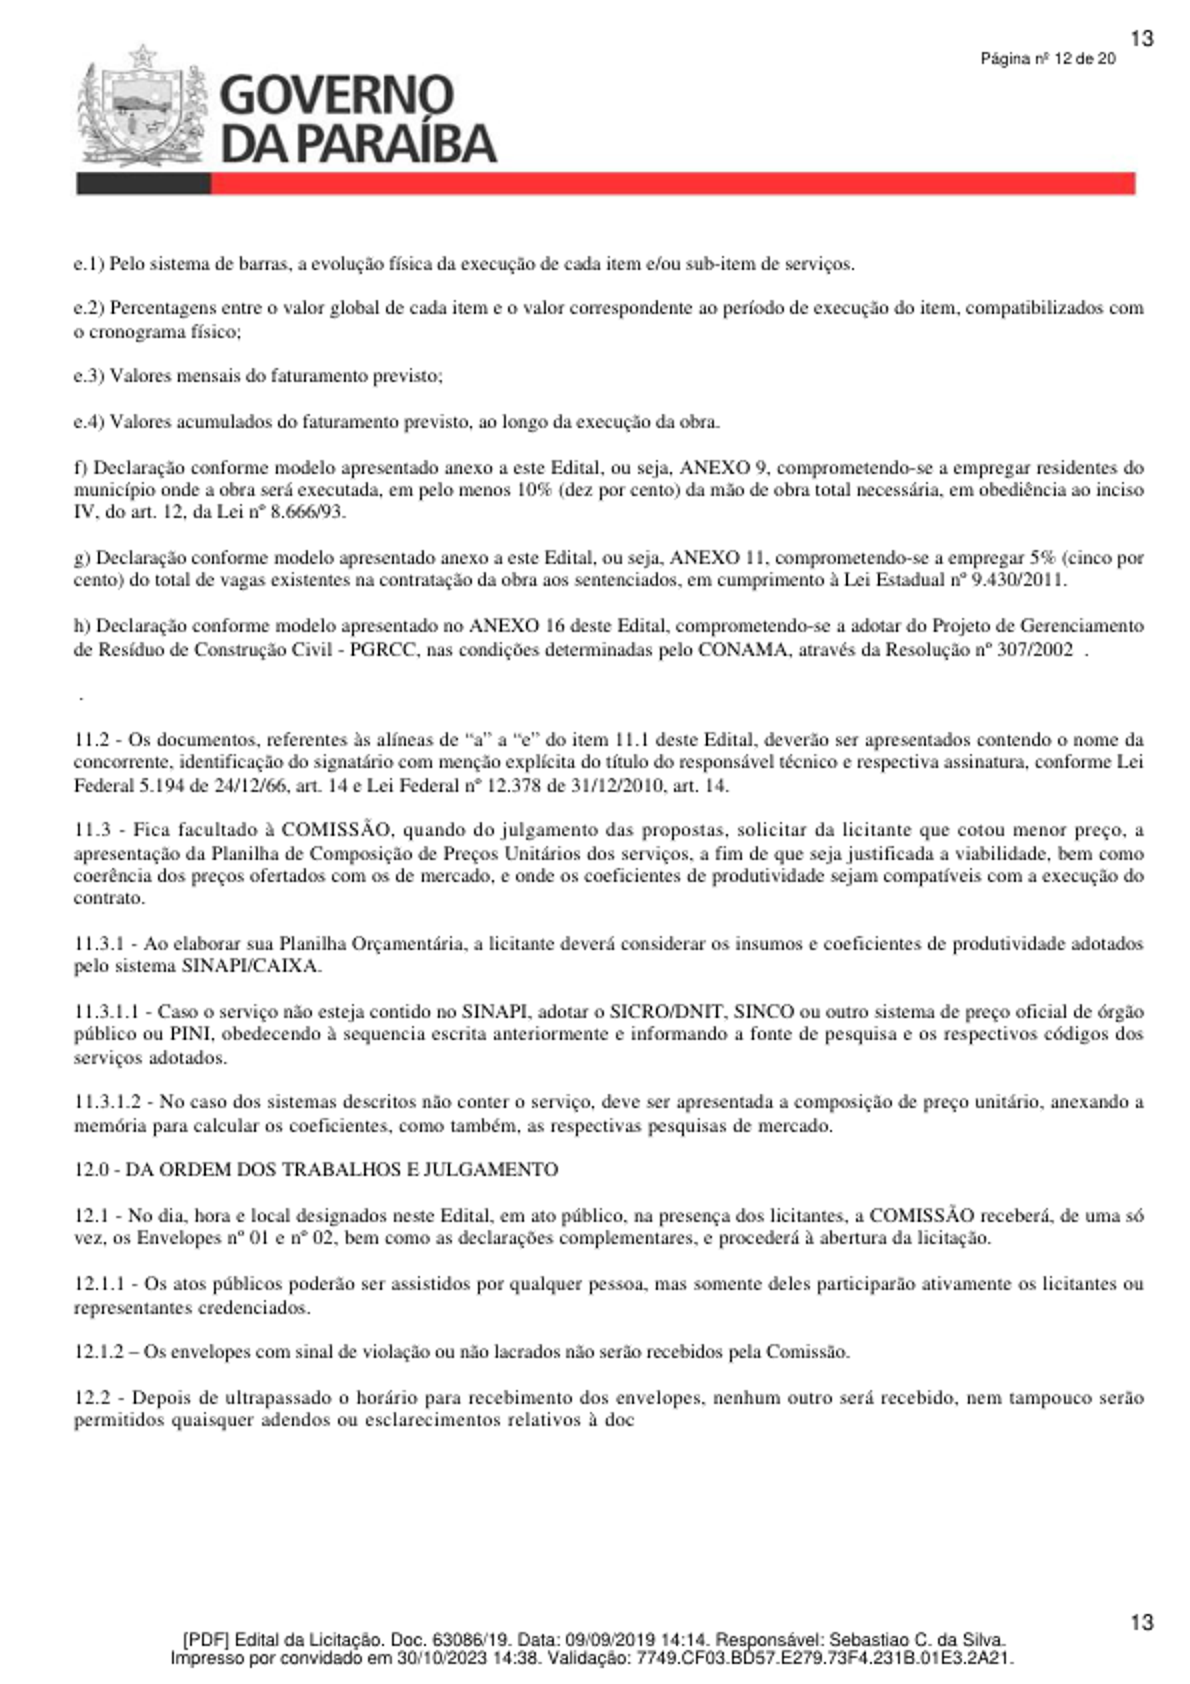 13
Página nº 12 de 20
GOVERNO
DA PARAÍBA
e.1) Pelo sistema de barras, a evolução física da execução de cada item e/ou sub-item de serviços.
e.2) Percentagens entre o valor global de cada item e o valor correspondente ao período de execução do item, compatibilizados com
o cronograma físico;
e.3) Valores mensais do faturamento previsto;
e.4) Valores acumulados do faturamento previsto, ao longo da execução da obra.
f) Declaração conforme modelo apresentado anexo a este Edital, ou seja, ANEXO 9, comprometendo-se a empregar residentes do
município onde a obra será executada, em pelo menos 10% (dez por cento) da mão de obra total necessária, em obediência ao inciso
IV, do art. 12, da Lei nº 8.666/93.
g) Declaração conforme modelo apresentado anexo a este Edital, ou seja, ANEXO 11, comprometendo-se a empregar 5% (cinco por
cento) do total de vagas existentes na contratação da obra aos sentenciados, em cumprimento à Lei Estadual nº 9.430/2011.
h) Declaração conforme modelo apresentado no ANEXO 16 deste Edital, comprometendo-se a adotar do Projeto de Gerenciamento
de Resíduo de Construção Civil - PGRCC, nas condições determinadas pelo CONAMA, através da Resolução nº 307/2002 .
.
11.2 - Os documentos, referentes às alíneas de “a” a “e” do item 11.1 deste Edital, deverão ser apresentados contendo o nome da
concorrente, identificação do signatário com menção explícita do título do responsável técnico e respectiva assinatura, conforme Lei
Federal 5.194 de 24/12/66, art. 14 e Lei Federal nº 12.378 de 31/12/2010, art. 14.
11.3 - Fica facultado à COMISSÃO, quando do julgamento das propostas, solicitar da licitante que cotou menor preço, a
apresentação da Planilha de Composição de Preços Unitários dos serviços, a fim de que seja justificada a viabilidade, bem como
coerência dos preços ofertados com os de mercado, e onde os coeficientes de produtividade sejam compatíveis com a execução do
contrato.
11.3.1 - Ao elaborar sua Planilha Orçamentária, a licitante deverá considerar os insumos e coeficientes de produtividade adotados
pelo sistema SINAPI/CAIXA.
11.3.1.1 - Caso o serviço não esteja contido no SINAPI, adotar o SICRO/DNIT, SINCO ou outro sistema de preço oficial de órgão
público ou PINI, obedecendo à sequencia escrita anteriormente e informando a fonte de pesquisa e os respectivos códigos dos
serviços adotados.
11.3.1.2 - No caso dos sistemas descritos não conter o serviço, deve ser apresentada a composição de preço unitário, anexando a
memória para calcular os coeficientes, como também, as respectivas pesquisas de mercado.
12.0 - DA ORDEM DOS TRABALHOS E JULGAMENTO
12.1 - No dia, hora e local designados neste Edital, em ato público, na presença dos licitantes, a COMISSÃO receberá, de uma só
vez, os Envelopes nº 01 e nº 02, bem como as declarações complementares, e procederá à abertura da licitação.
12.1.1 - Os atos públicos poderão ser assistidos por qualquer pessoa, mas somente deles participarão ativamente os licitantes ou
representantes credenciados.
12.1.2 – Os envelopes com sinal de violação ou não lacrados não serão recebidos pela Comissão.
12.2 - Depois de ultrapassado o horário para recebimento dos envelopes, nenhum outro será recebido, nem tampouco serão
permitidos quaisquer adendos ou esclarecimentos relativos à doc
13
[PDF] Edital da Licitação. Doc. 63086/19. Data: 09/09/2019 14:14. Responsável: Sebastiao C. da Silva.
Impresso por convidado em 30/10/2023 14:38. Validação: 7749.CF03.BD57.E279.73F4.231B.01E3.2A21.